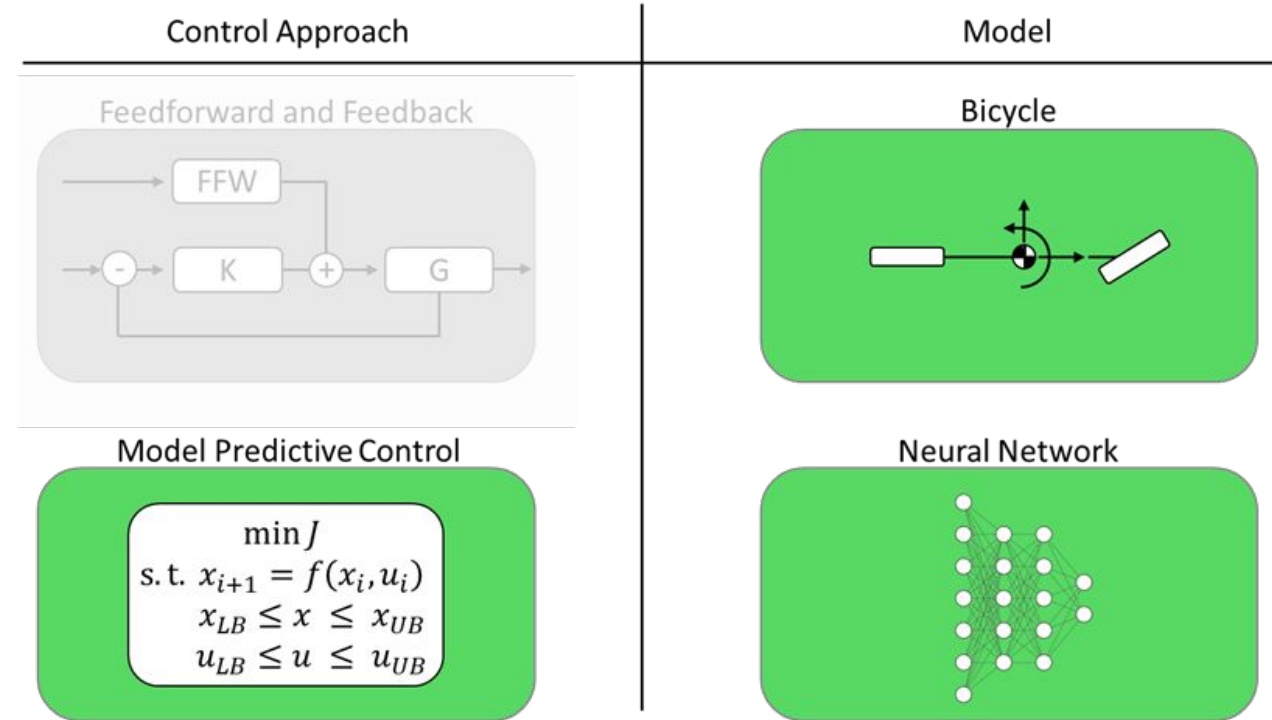 Control Approach
Model
Feedforward and Feedback
FFW
-
K
+
G
Bicycle
Model Predictive Control
min J
s.t. x_{i+1} = f(x_i, u_i)
x_{LB} ≤ x ≤ x_{UB}
u_{LB} ≤ u ≤ u_{UB}
Neural Network